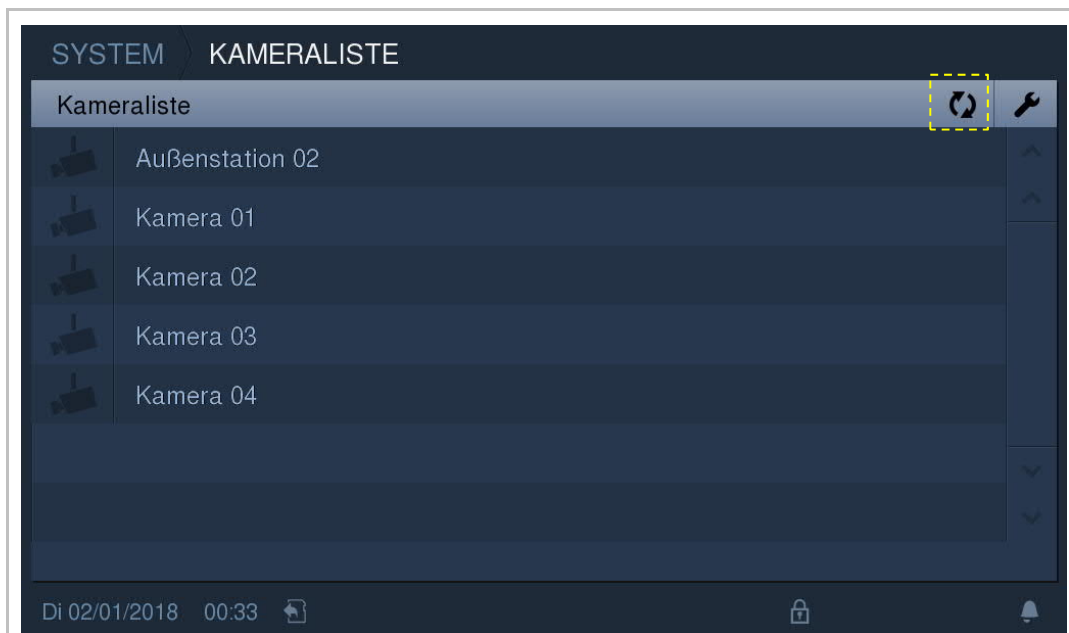 SYSTEM KAMERALISTE
Kameraliste
Außenstation 02
Kamera 01
Kamera 02
Kamera 03
Kamera 04
Di 02/01/2018 00:33